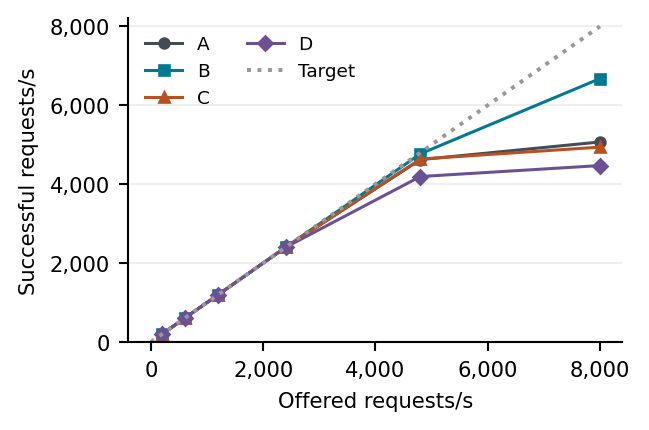 8,000
6,000
4,000
2,000
0
Successful requests/s
A
B
C
D
Target
0 2,000 4,000 6,000 8,000
Offered requests/s